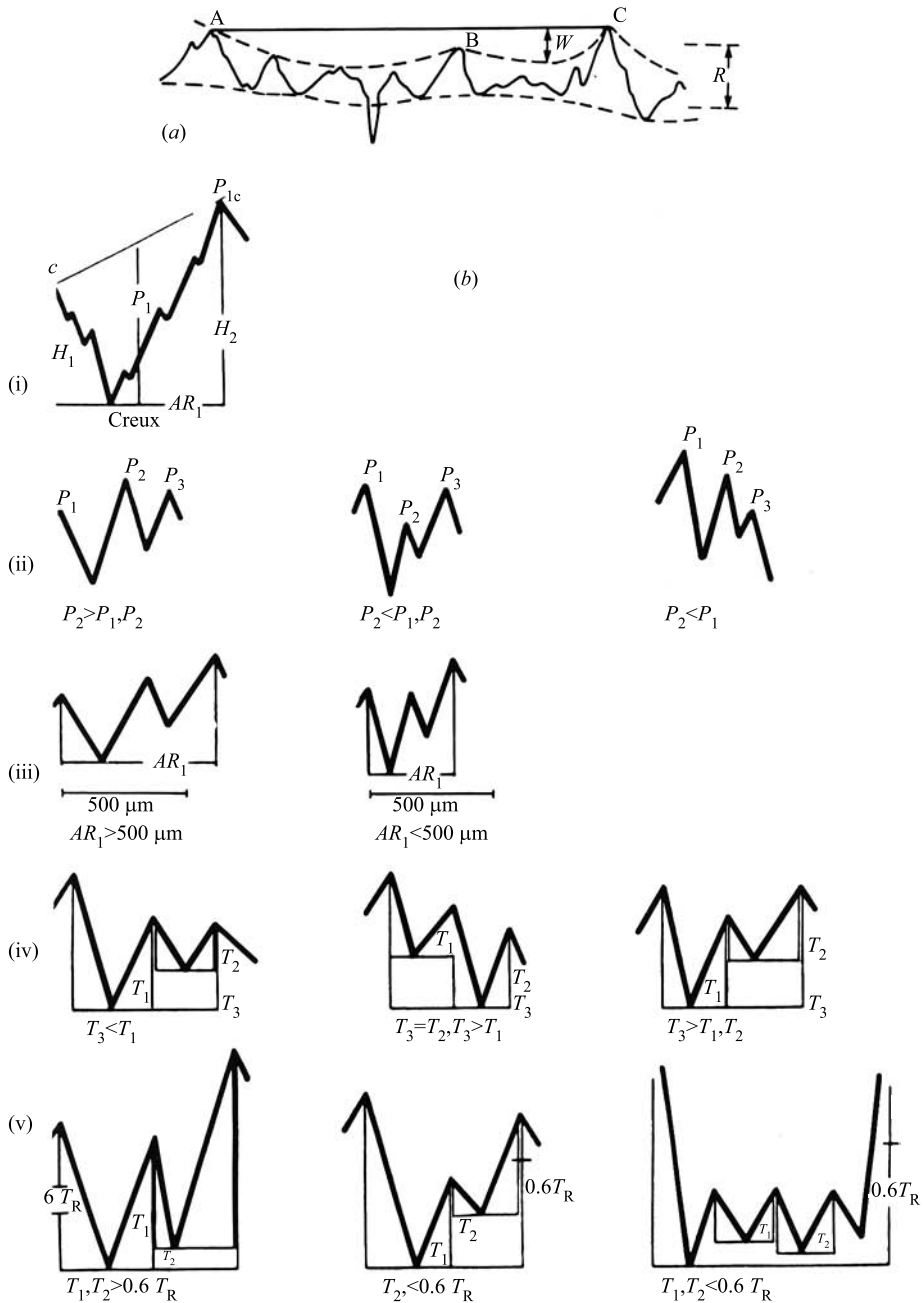 A
B
C
W
R
(a)
P1c
c
P1
(b)
H1
H2
(i)
AR1
Creux
P1 P2 P3
P1 P2 P3
P1 P2 P3
(ii)
P2>P1,P2
P2<P1,P2
P2<P1
(iii)
AR1
AR1
500 µm
500 µm
AR1>500 µm
AR1<500 µm
(iv)
T1 T2 T3
T1 T2 T3
T1 T2 T3
T3<T1
T3=T2,T3>T1
T3>T1,T2
(v)
6 TR T1 T2
T1 T2 0.6TR
T1 T2 0.6TR
T1,T2>0.6 TR
T2,<0.6 TR
T1,T2<0.6 TR